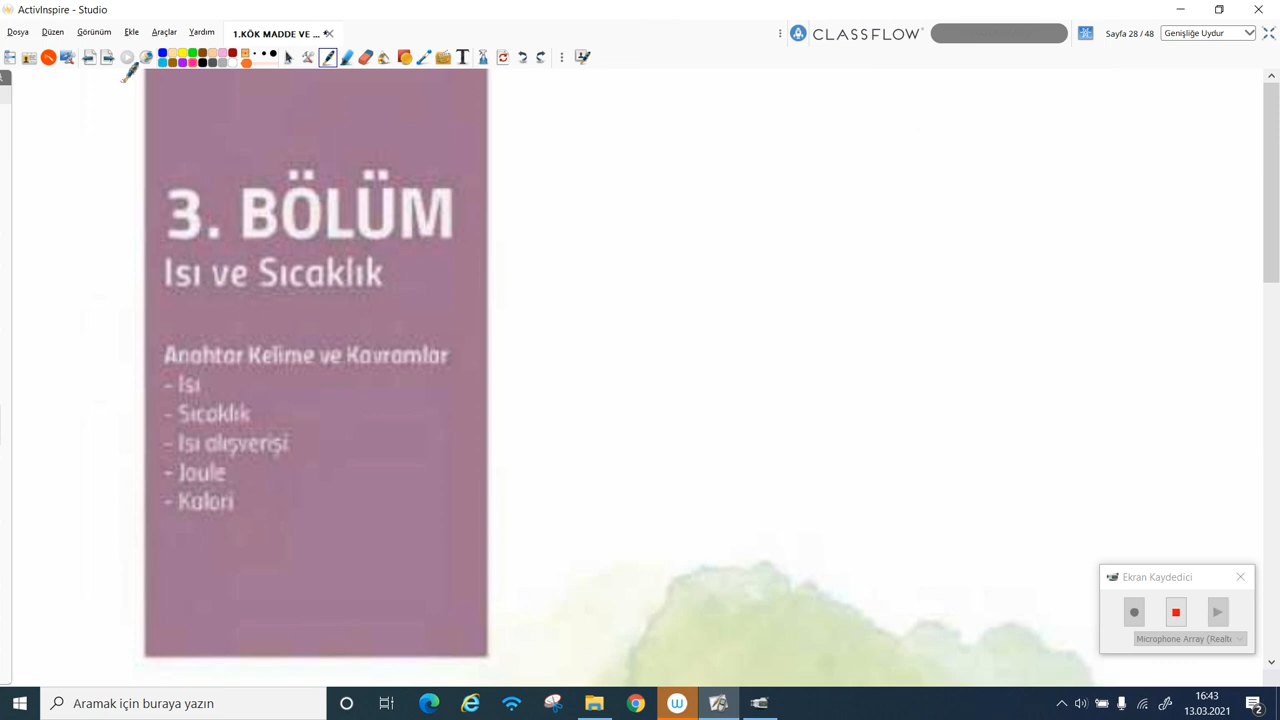 ActivInspire - Studio
Dosya Düzen Görünüm Ekle Araçlar Yardım
1.KÖK MADDE VE ...
CLASSFLOW
Sayfa 28 / 48
Genişliğe Uydur
3. BÖLÜM
Isı ve Sıcaklık
Anahtar Kelime ve Kavramlar
- Isı
- Sıcaklık
- Isı alışverişi
- Joule
- Kalori
Ekran Kaydedici
Microphone Array (Realte
Aramak için buraya yazın
16:43
13.03.2021
2